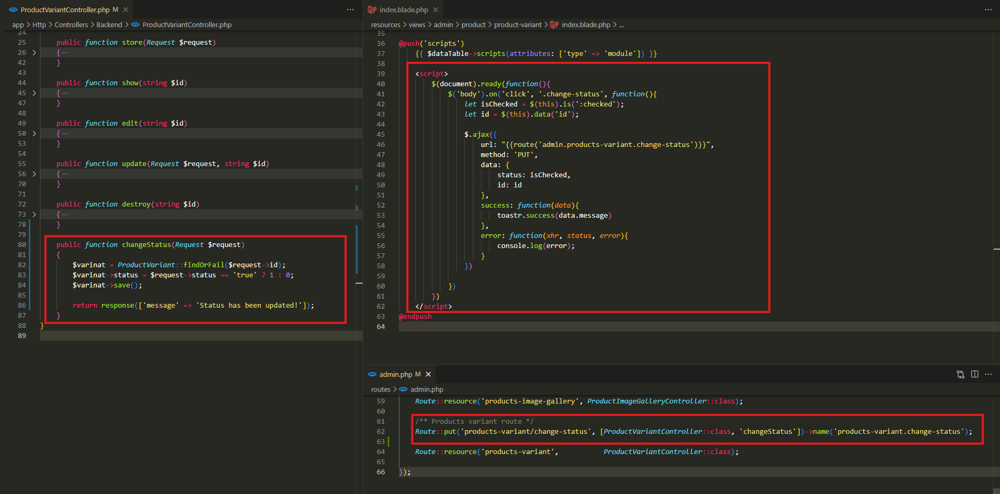 ProductVariantController.php M
app > Http > Controllers > Backend > ProductVariantController.php
24
25 public function store(Request $request)
26 { ...
42 }
43
44 public function show(string $id)
45 { ...
47 }
48
49 public function edit(string $id)
50 { ...
53 }
54
55 public function update(Request $request, string $id)
56 { ...
70 }
71
72 public function destroy(string $id)
73 { ...
78 }
79
80 public function changeStatus(Request $request)
81 {
82 $varinat = ProductVariant::findOrFail($request->id);
83 $varinat->status = $request->status == 'true' ? 1 : 0;
84 $varinat->save();
85
86 return response(['message' => 'Status has been updated!']);
87 }
88 }
89
index.blade.php
resources > views > admin > product > product-variant > index.blade.php > ...
35
36 @push('scripts')
37 {{ $dataTable->scripts(attributes: ['type' => 'module']) }}
38
39 <script>
40 $(document).ready(function(){
41 $('body').on('click', '.change-status', function(){
42 let isChecked = $(this).is(':checked');
43 let id = $(this).data('id');
44
45 $.ajax({
46 url: "{{route('admin.products-variant.change-status')}}",
47 method: 'PUT',
48 data: {
49 status: isChecked,
50 id: id
51 },
52 success: function(data){
53 toastr.success(data.message)
54 },
55 error: function(xhr, status, error){
56 console.log(error);
57 }
58 })
59
60 })
61 })
62 </script>
63 @endpush
64
admin.php M
routes > admin.php
59 Route::resource('products-image-gallery', ProductImageGalleryController::class);
60
61 /** Products variant route */
62 Route::put('products-variant/change-status', [ProductVariantController::class, 'changeStatus'])->name('products-variant.change-status');
63
64 Route::resource('products-variant', ProductVariantController::class);
65
66 });